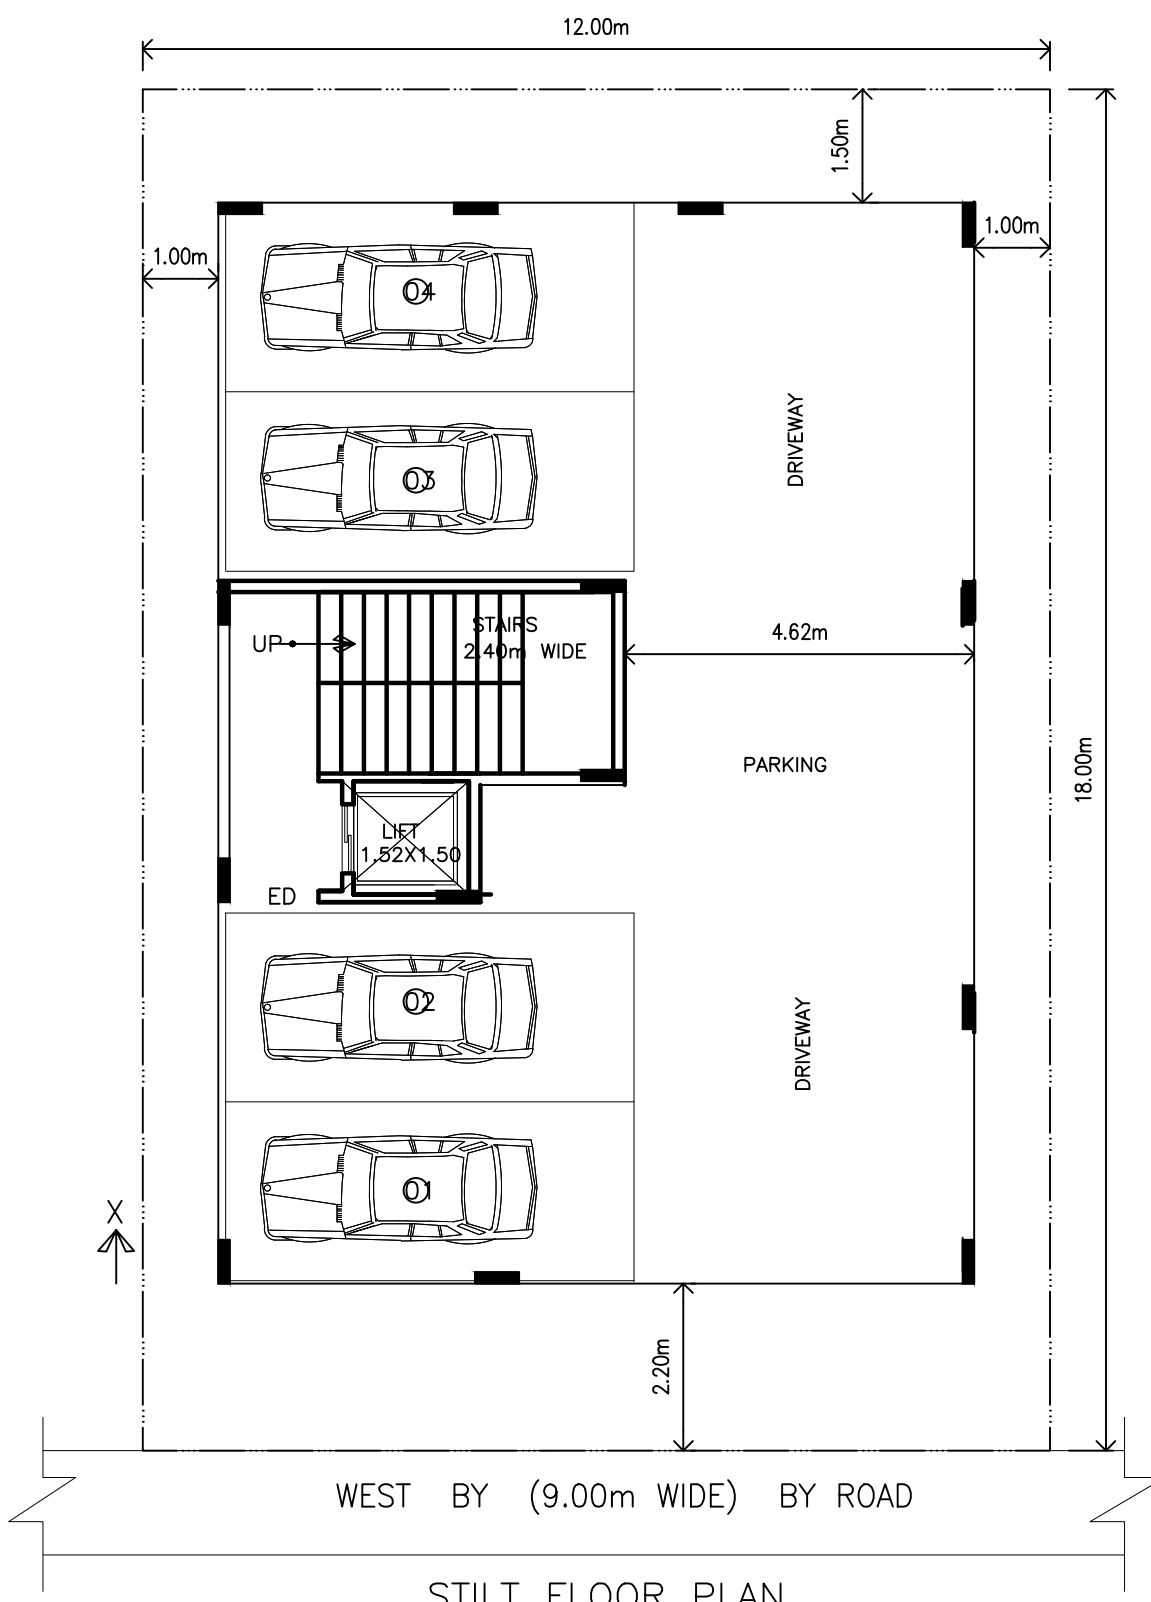 12.00m
1.50m
1.00m
1.00m
04
DRIVEWAY
03
STAIRS
2.40m WIDE
UP
4.62m
PARKING
18.00m
LIFT
1.52X1.50
ED
02
DRIVEWAY
01
X
2.20m
WEST BY (9.00m WIDE) BY ROAD
STILT FLOOR PLAN